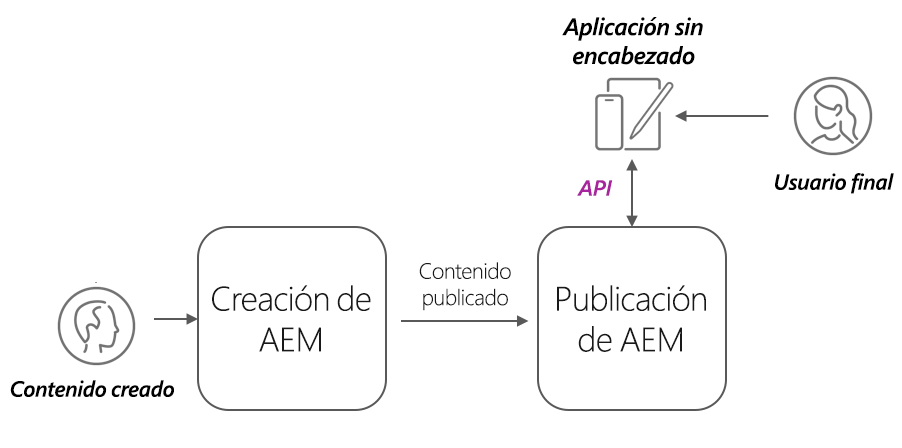 Aplicación sin
encabezado
API
Usuario final
Contenido
publicado
Creación de
AEM
Publicación
de AEM
Contenido creado